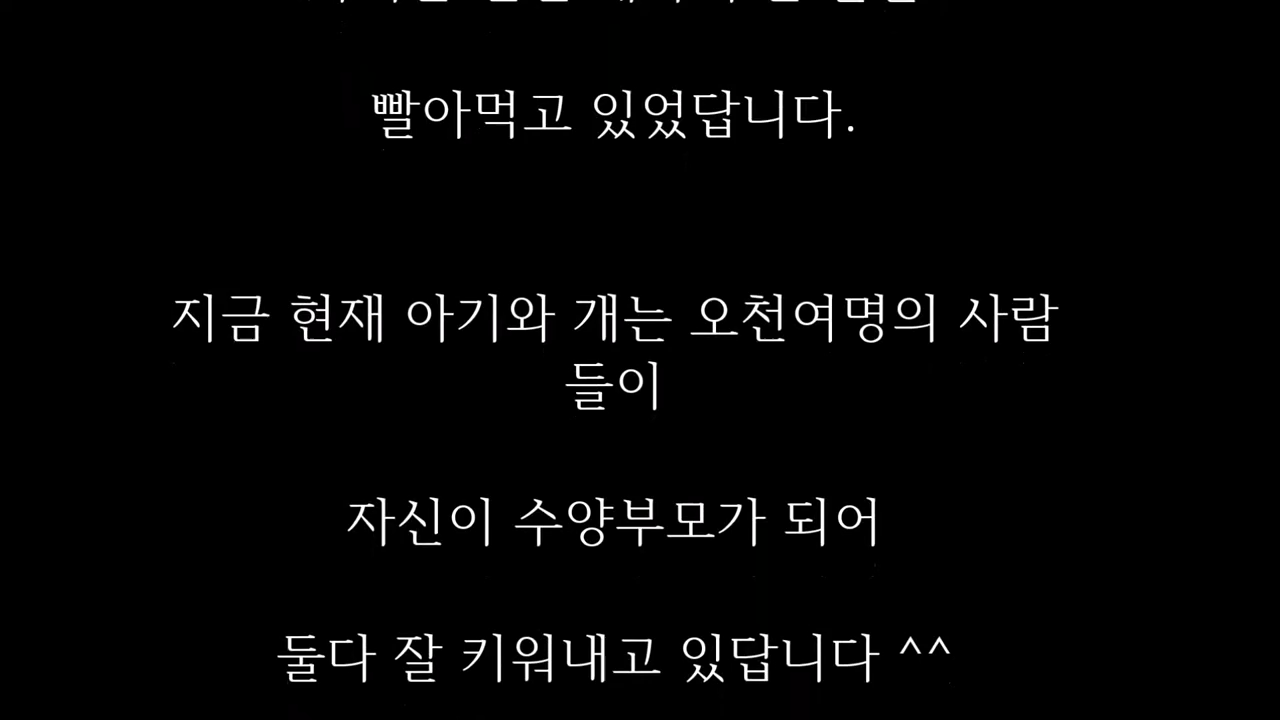 빨아먹고 있었답니다.
지금 현재 아기와 개는 오천여명의 사람
들이
자신이 수양부모가 되어
둘다 잘 키워내고 있답니다 ^^